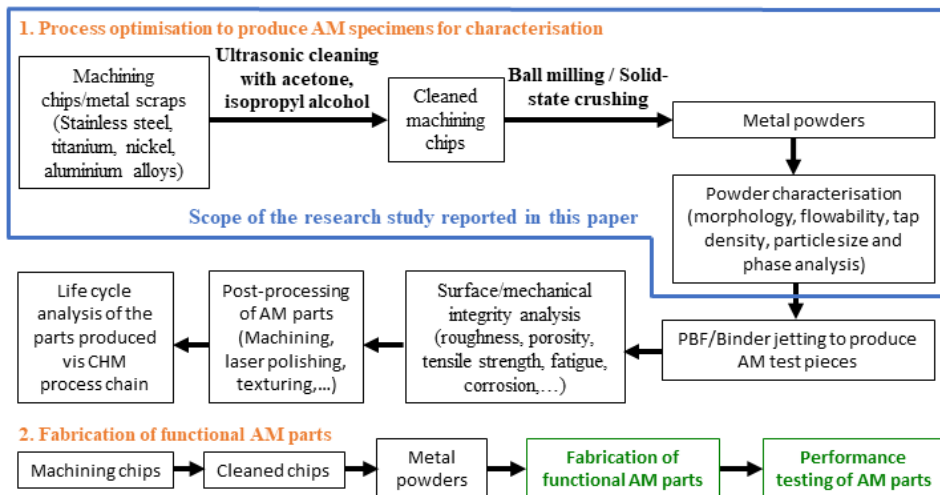 1. Process optimisation to produce AM specimens for characterisation
Machining
chips/metal scraps
(Stainless steel,
titanium, nickel,
aluminium alloys)
Ultrasonic cleaning
with acetone,
isopropyl alcohol
Cleaned
machining
chips
Ball milling / Solid-
state crushing
Metal powders
Powder characterisation
(morphology, flowability, tap
density, particle size and
phase analysis)
Scope of the research study reported in this paper
PBF/Binder jetting to produce
AM test pieces
Surface/mechanical
integrity analysis
(roughness, porosity,
tensile strength, fatigue,
corrosion,...)
Post-processing
of AM parts
(Machining,
laser polishing,
texturing,...)
Life cycle
analysis of the
parts produced
vis CHM
process chain
2. Fabrication of functional AM parts
Machining chips
Cleaned chips
Metal
powders
Fabrication of
functional AM parts
Performance
testing of AM parts